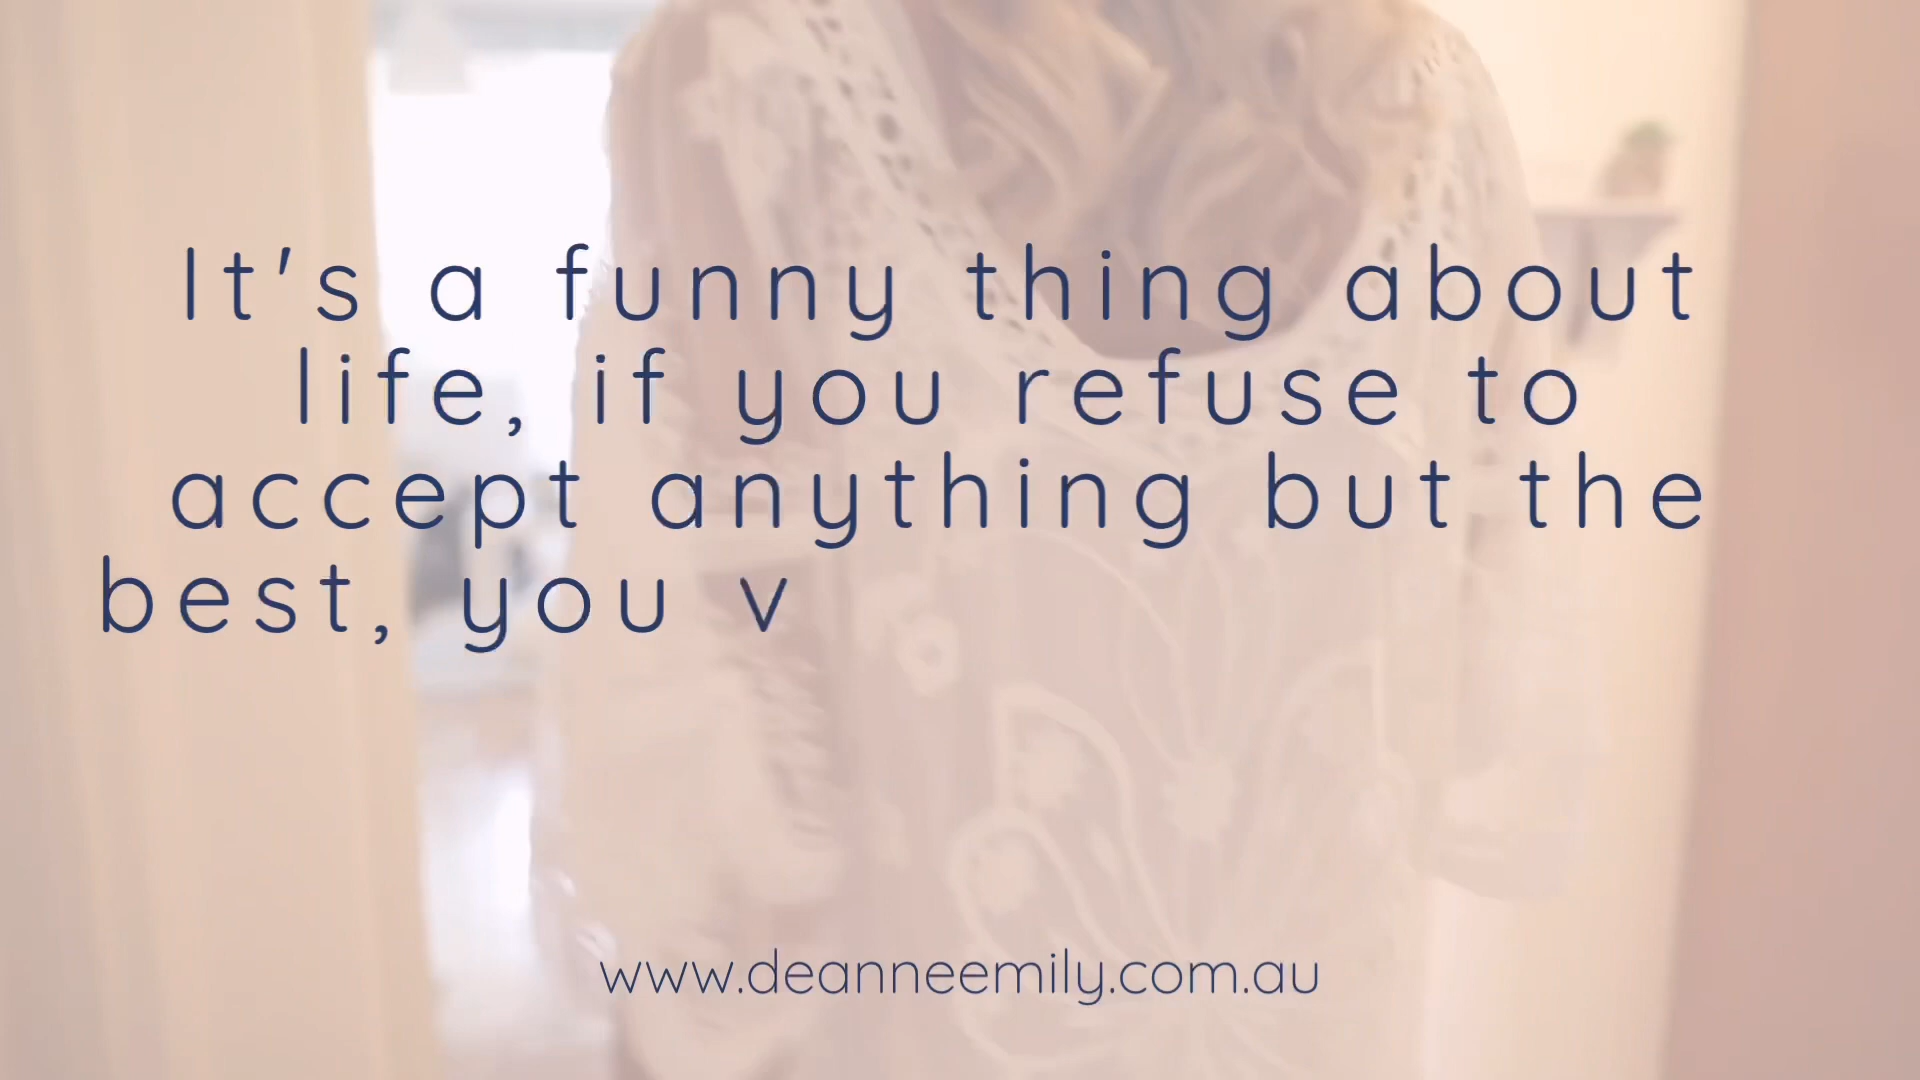 It's a funny thing about
life, if you refuse to
accept anything but the
best, you v
www.deanneemily.com.au